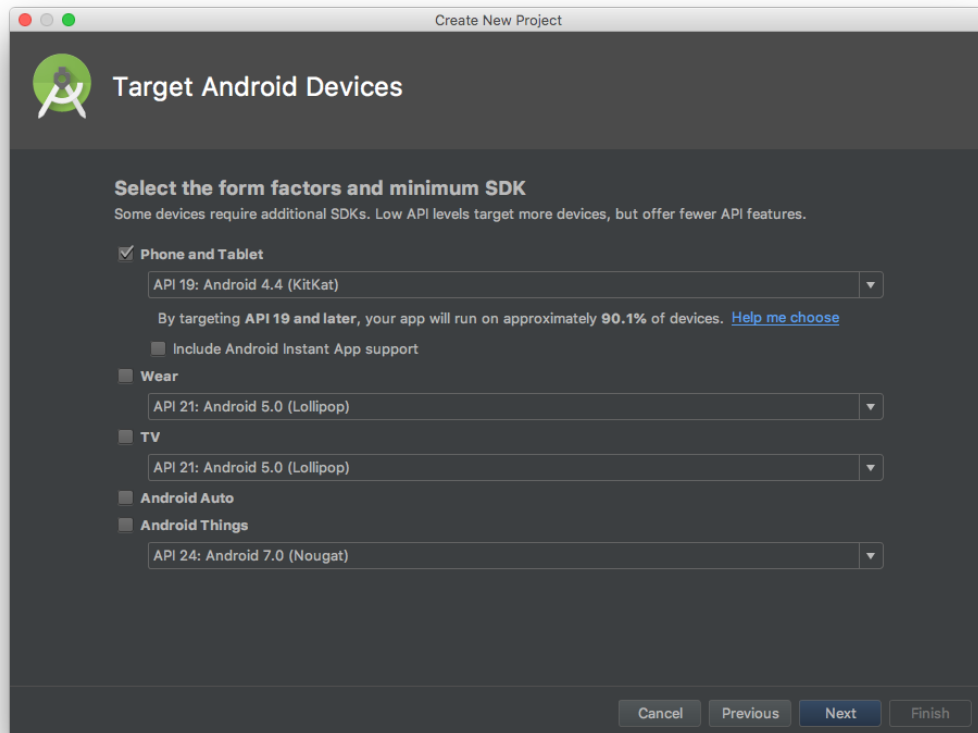 Create New Project
Target Android Devices
Select the form factors and minimum SDK
Some devices require additional SDKs. Low API levels target more devices, but offer fewer API features.
Phone and Tablet
API 19: Android 4.4 (KitKat)
By targeting API 19 and later, your app will run on approximately 90.1% of devices. Help me choose
Include Android Instant App support
Wear
API 21: Android 5.0 (Lollipop)
TV
API 21: Android 5.0 (Lollipop)
Android Auto
Android Things
API 24: Android 7.0 (Nougat)
Cancel Previous Next Finish